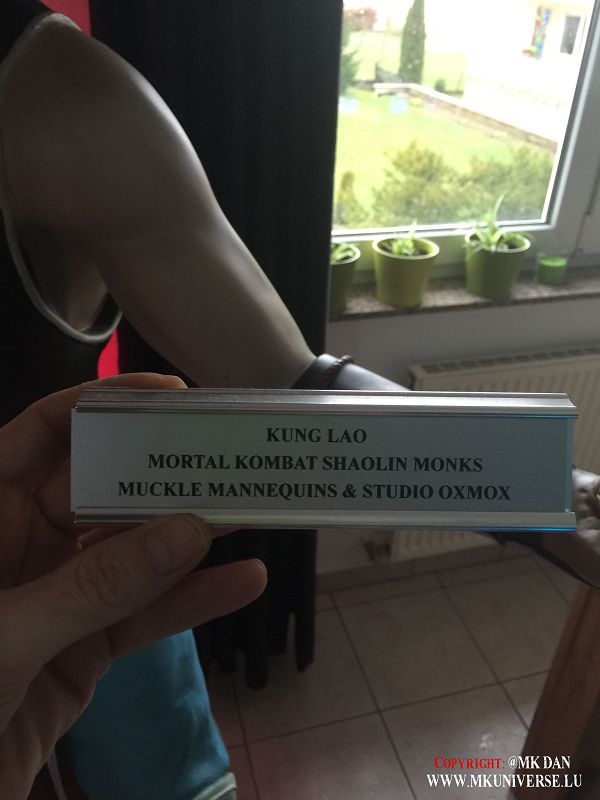 KUNG LAO
MORTAL KOMBAT SHAOLIN MONKS
MUCKLE MANNEQUINS & STUDIO OXMOX
COPYRIGHT: @MK DAN
WWW.MKUNIVERSE.LU